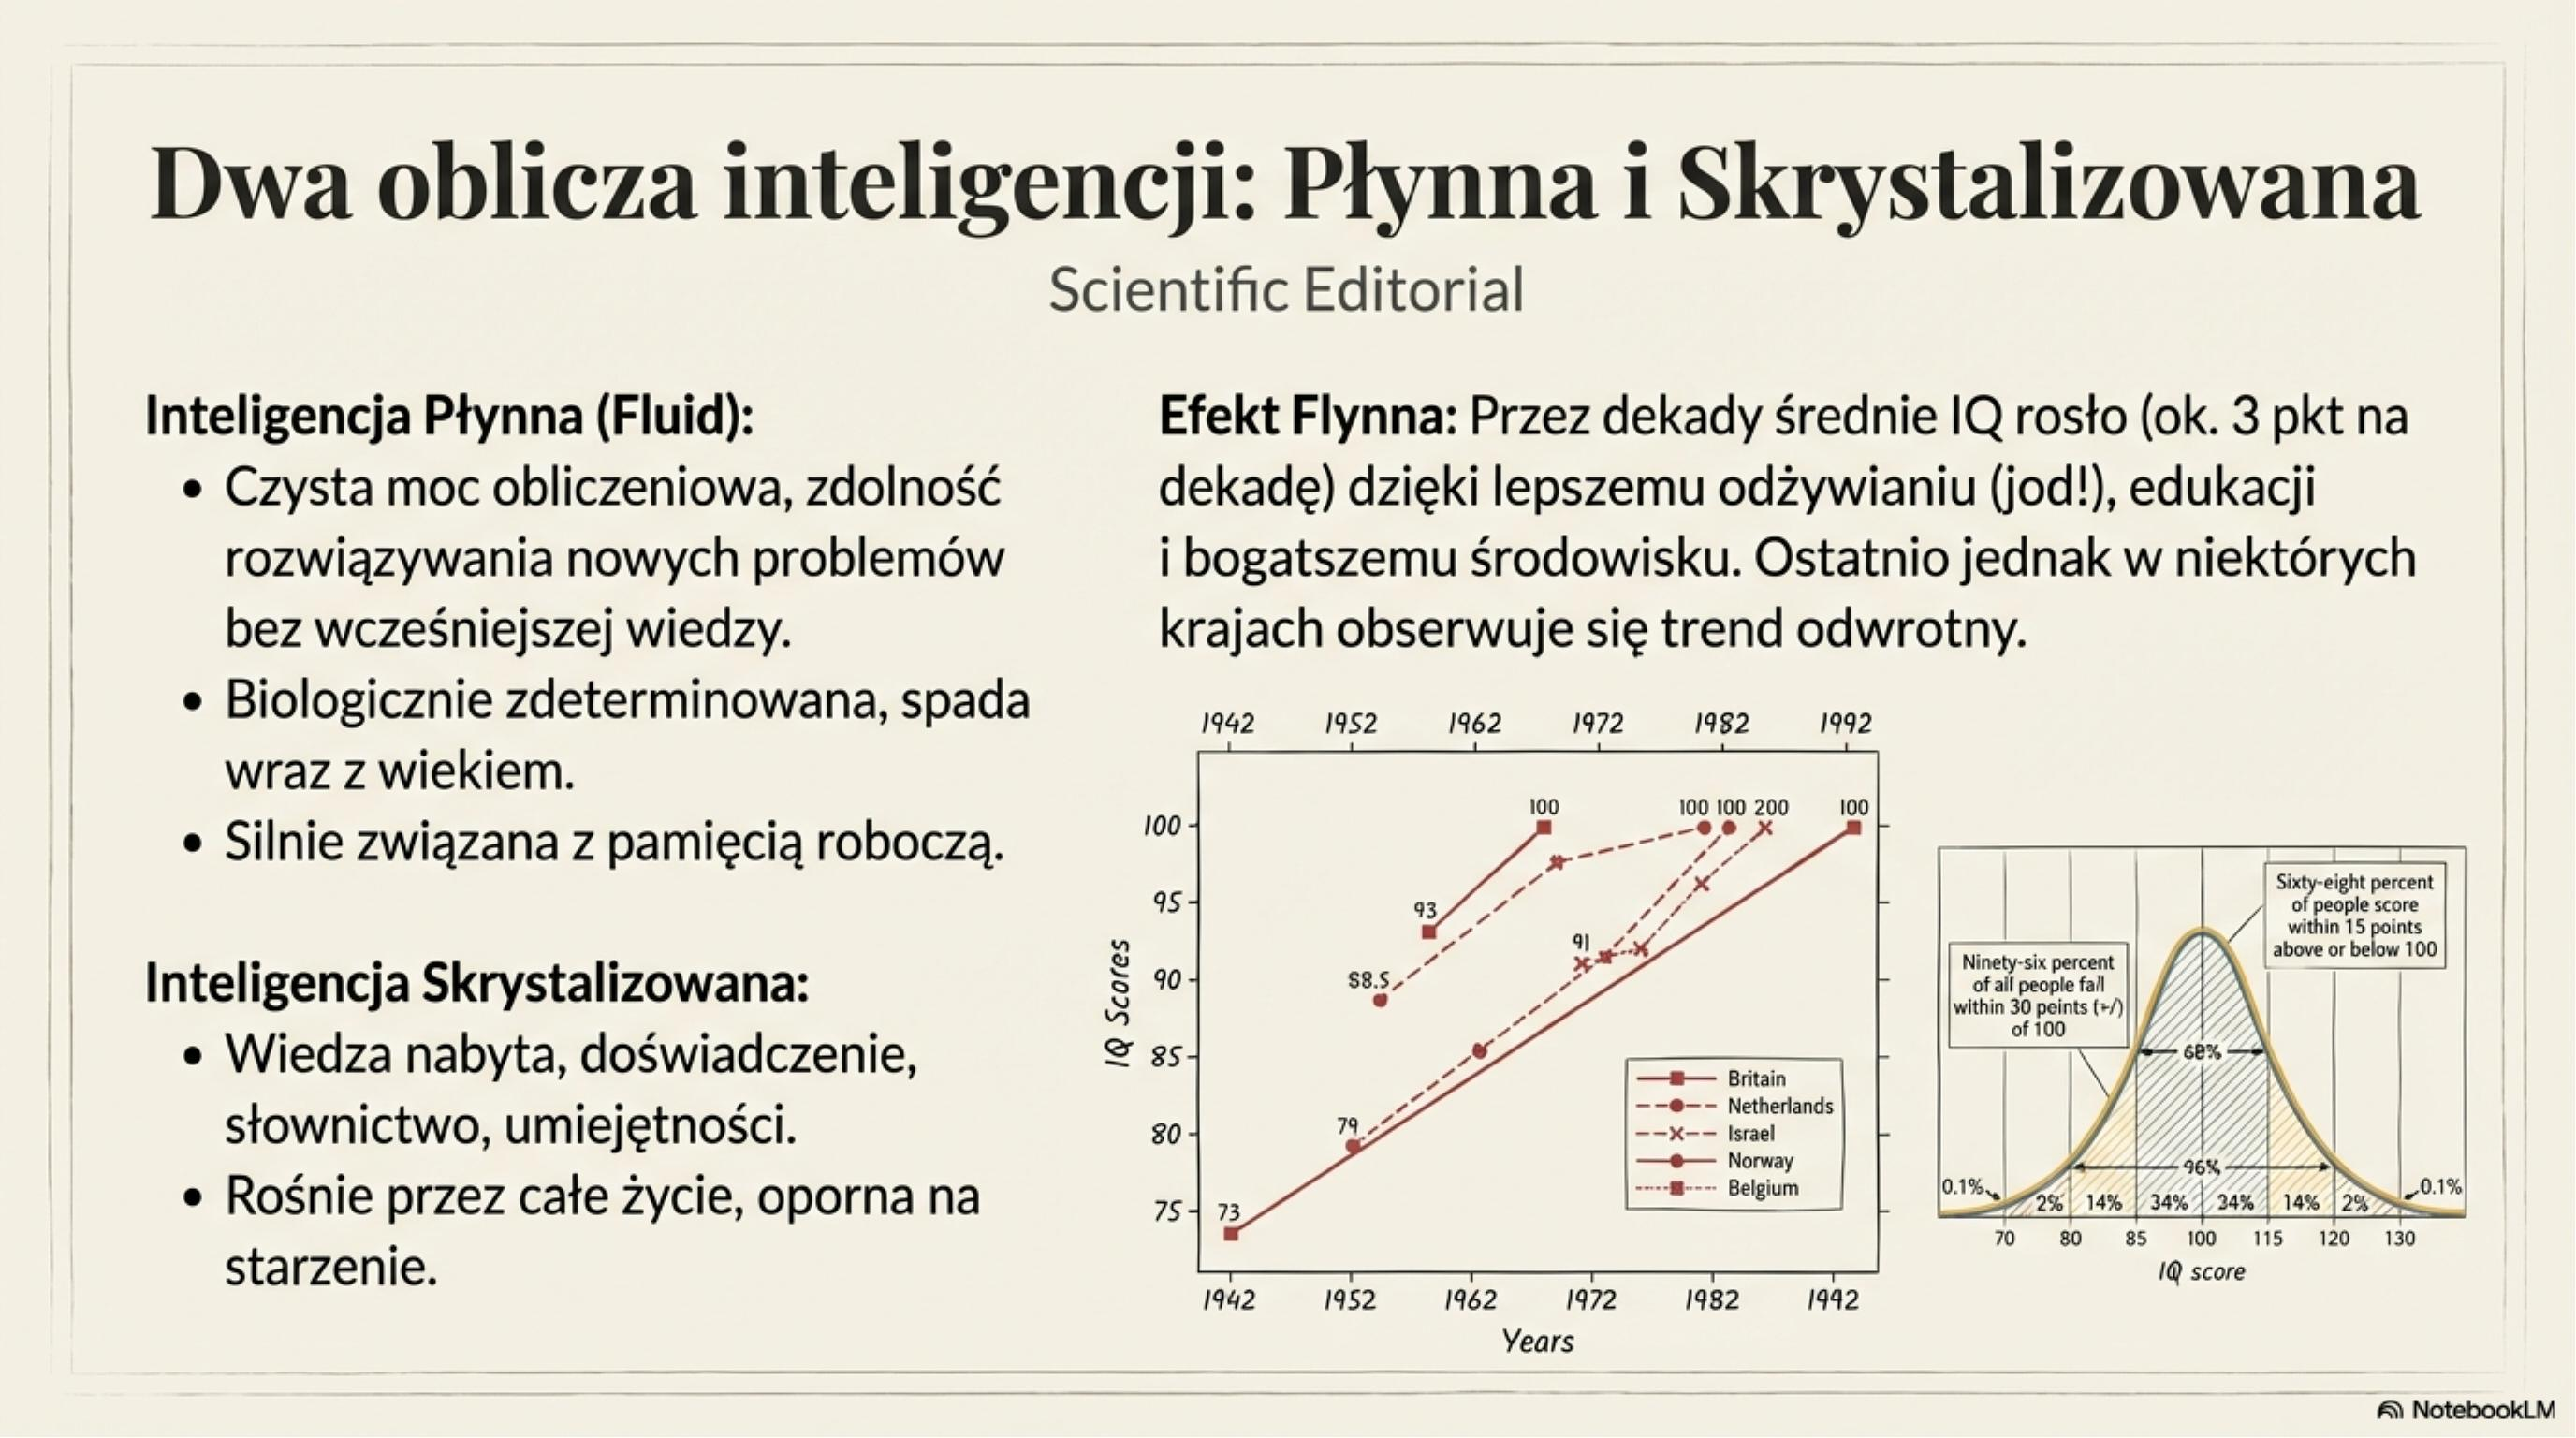 Dwa oblicza inteligencji: Płynna i Skrystalizowana
Scientific Editorial
Inteligencja Płynna (Fluid):
• Czysta moc obliczeniowa, zdolność
rozwiązywania nowych problemów
bez wcześniejszej wiedzy.
• Biologicznie zdeterminowana, spada
wraz z wiekiem.
• Silnie związana z pamięcią roboczą.
Inteligencja Skrystalizowana:
• Wiedza nabyta, doświadczenie,
słownictwo, umiejętności.
• Rośnie przez całe życie, oporna na
starzenie.
Efekt Flynna: Przez dekady średnie IQ rosło (ok. 3 pkt na
dekadę) dzięki lepszemu odżywianiu (jod!), edukacji
i bogatszemu środowisku. Ostatnio jednak w niektórych
krajach obserwuje się trend odwrotny.
1942 1952 1962 1972 1982 1992
100 100 100 200 100
100
95
93
91
88.5
90
IQ Scores
85
79
80
75
73
Britain
Netherlands
Israel
Norway
Belgium
1942 1952 1962 1972 1982 1992
Years
Sixty-eight percent
of people score
within 15 points
above or below 100
Ninety-six percent
of all people fall
within 30 peints (+/)
of 100
68%
96%
0.1% 2% 14% 34% 34% 14% 2% 0.1%
70 80 85 100 115 120 130
IQ score
NotebookLM